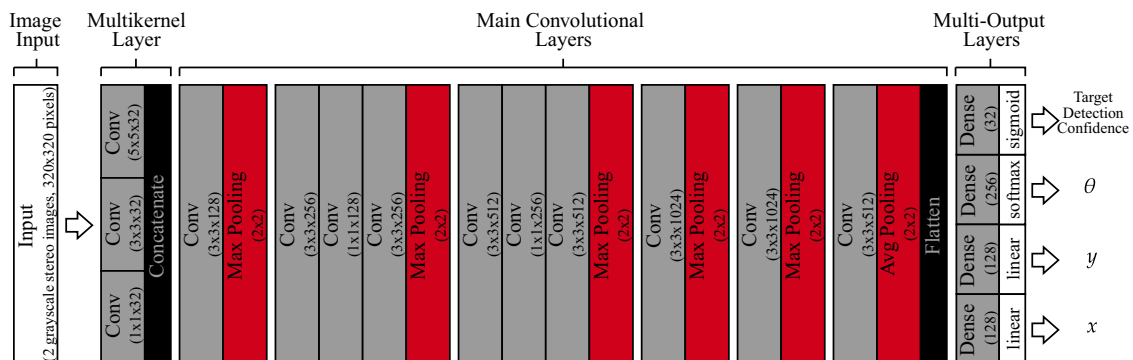 Image
Input
Multikernel
Layer
Main Convolutional
Layers
Multi-Output
Layers
Input
(2 grayscale stereo images, 320x320 pixels)
Conv
(5x5x32)
Conv
(3x3x32)
Conv
(1x1x32)
Concatenate
Conv
(3x3x128)
Max Pooling
(2x2)
Conv
(3x3x256)
Conv
(1x1x128)
Conv
(3x3x256)
Max Pooling
(2x2)
Conv
(3x3x512)
Conv
(1x1x256)
Conv
(3x3x512)
Max Pooling
(2x2)
Conv
(3x3x1024)
Max Pooling
(2x2)
Conv
(3x3x1024)
Max Pooling
(2x2)
Conv
(3x3x512)
Avg Pooling
(2x2)
Flatten
Dense
(32)
sigmoid
Target
Detection
Confidence
Dense
(256)
softmax
θ
Dense
(128)
linear
y
Dense
(128)
linear
x